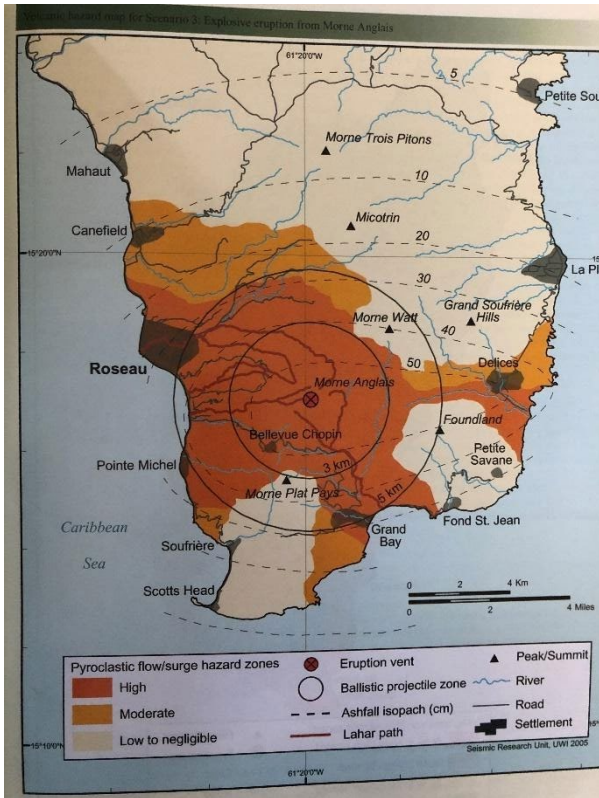 Volcanic hazard map for Scenario 3: Explosive eruption from Morne Anglais
61°20'0"W
5
Petite Sou
Morne Trois Pitons
Mahaut
10
Micotrin
Canefield
20
15°20'0"N
15°
La Pl
30
Grand Soufrière
Hills
Morne Watt
40
Roseau
50
Delices
Morne Anglais
Foundland
Bellevue Chopin
Petite
Savane
Pointe Michel
3 km
Morne Plat Pays
5 km
Fond St. Jean
Grand
Bay
Caribbean
Sea
Soufrière
Scotts Head
0 2 4 Km
0 2 4 Miles
Pyroclastic flow/surge hazard zones
High
Moderate
Low to negligible
Eruption vent
Ballistic projectile zone
Ashfall isopach (cm)
Lahar path
Peak/Summit
River
Road
Settlement
Seismic Research Unit, UWI 2005
15°10'0"N
61°20'0"W